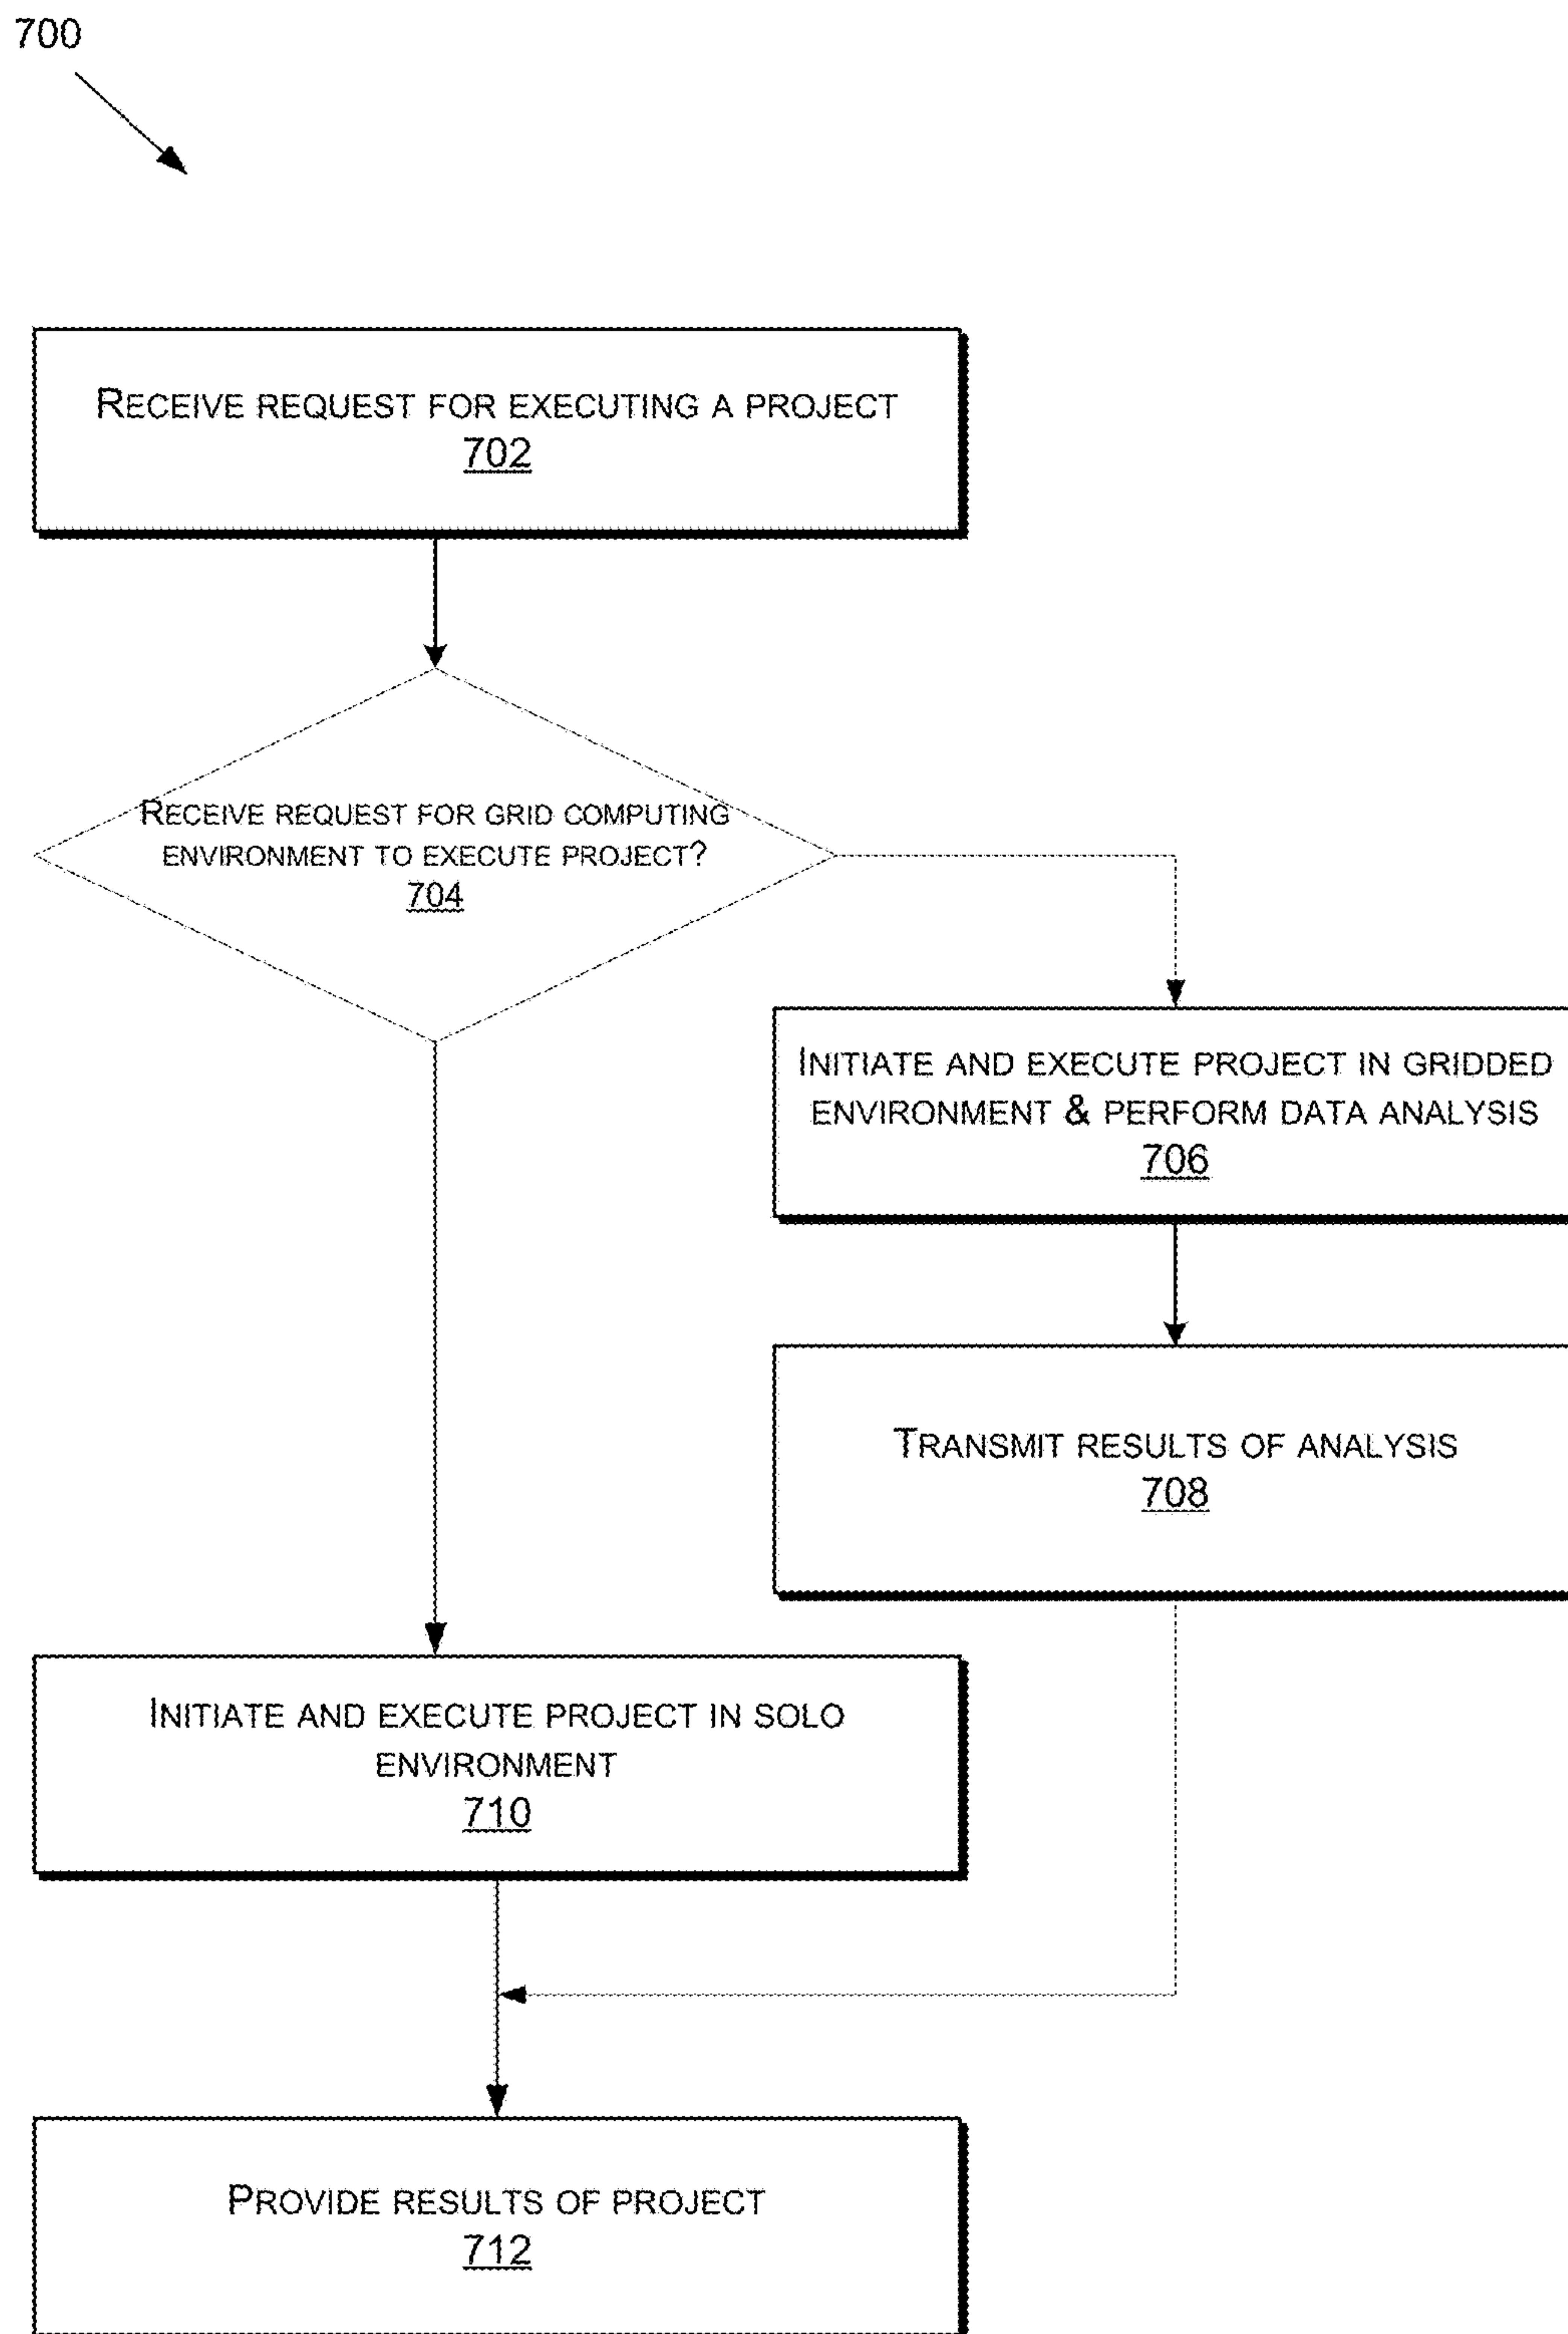 700
RECEIVE REQUEST FOR EXECUTING A PROJECT
702
RECEIVE REQUEST FOR GRID COMPUTING
ENVIRONMENT TO EXECUTE PROJECT?
704
INITIATE AND EXECUTE PROJECT IN GRIDDED
ENVIRONMENT & PERFORM DATA ANALYSIS
706
TRANSMIT RESULTS OF ANALYSIS
708
INITIATE AND EXECUTE PROJECT IN SOLO
ENVIRONMENT
710
PROVIDE RESULTS OF PROJECT
712